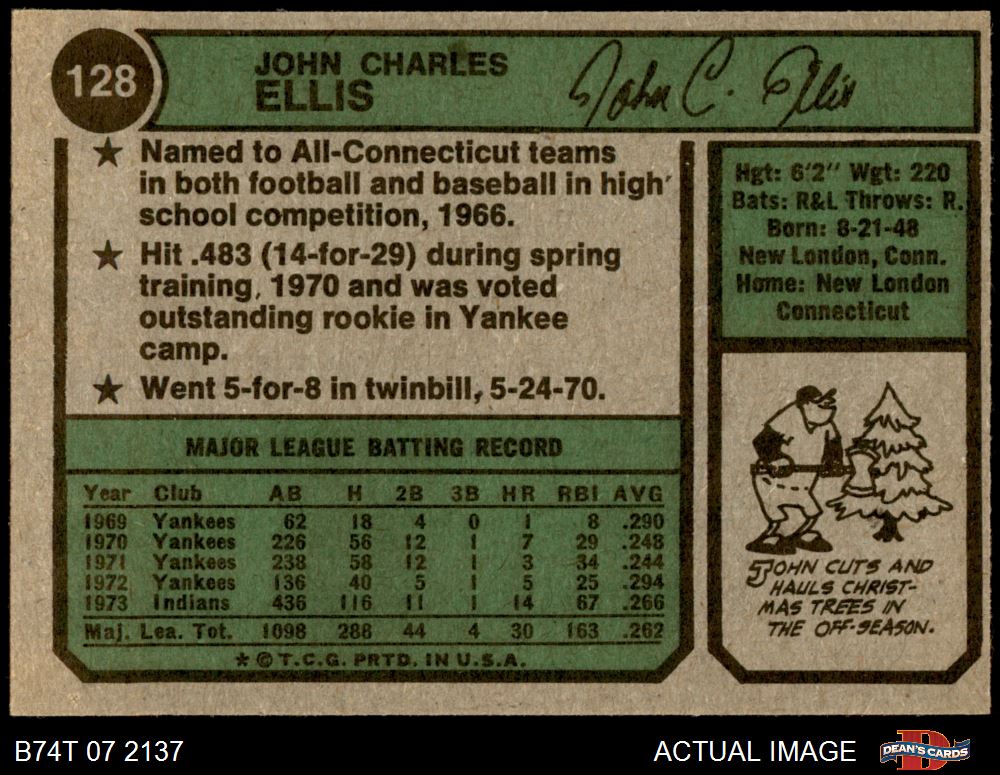 128
JOHN CHARLES
ELLIS
John C. Ellis
★ Named to All-Connecticut teams
in both football and baseball in high
school competition, 1966.
★ Hit .483 (14-for-29) during spring
training, 1970 and was voted
outstanding rookie in Yankee
camp.
★ Went 5-for-8 in twinbill, 5-24-70.
Hgt: 6'2" Wgt: 220
Bats: R&L Throws: R.
Born: 8-21-48
New London, Conn.
Home: New London
Connecticut
MAJOR LEAGUE BATTING RECORD
Year Club AB H 2B 3B HR RBI AVG
1969 Yankees 62 18 4 0 1 8 .290
1970 Yankees 226 56 12 1 7 29 .248
1971 Yankees 238 58 12 1 3 34 .244
1972 Yankees 136 40 5 1 5 25 .294
1973 Indians 436 116 11 1 14 67 .266
Maj. Lea. Tot. 1098 288 44 4 30 163 .262
★ © T.C.G. PRTD. IN U.S.A.
JOHN CUTS AND
HAULS CHRIST-
MAS TREES IN
THE OFF-SEASON.
B74T 07 2137
ACTUAL IMAGE
DEAN'S CARDS